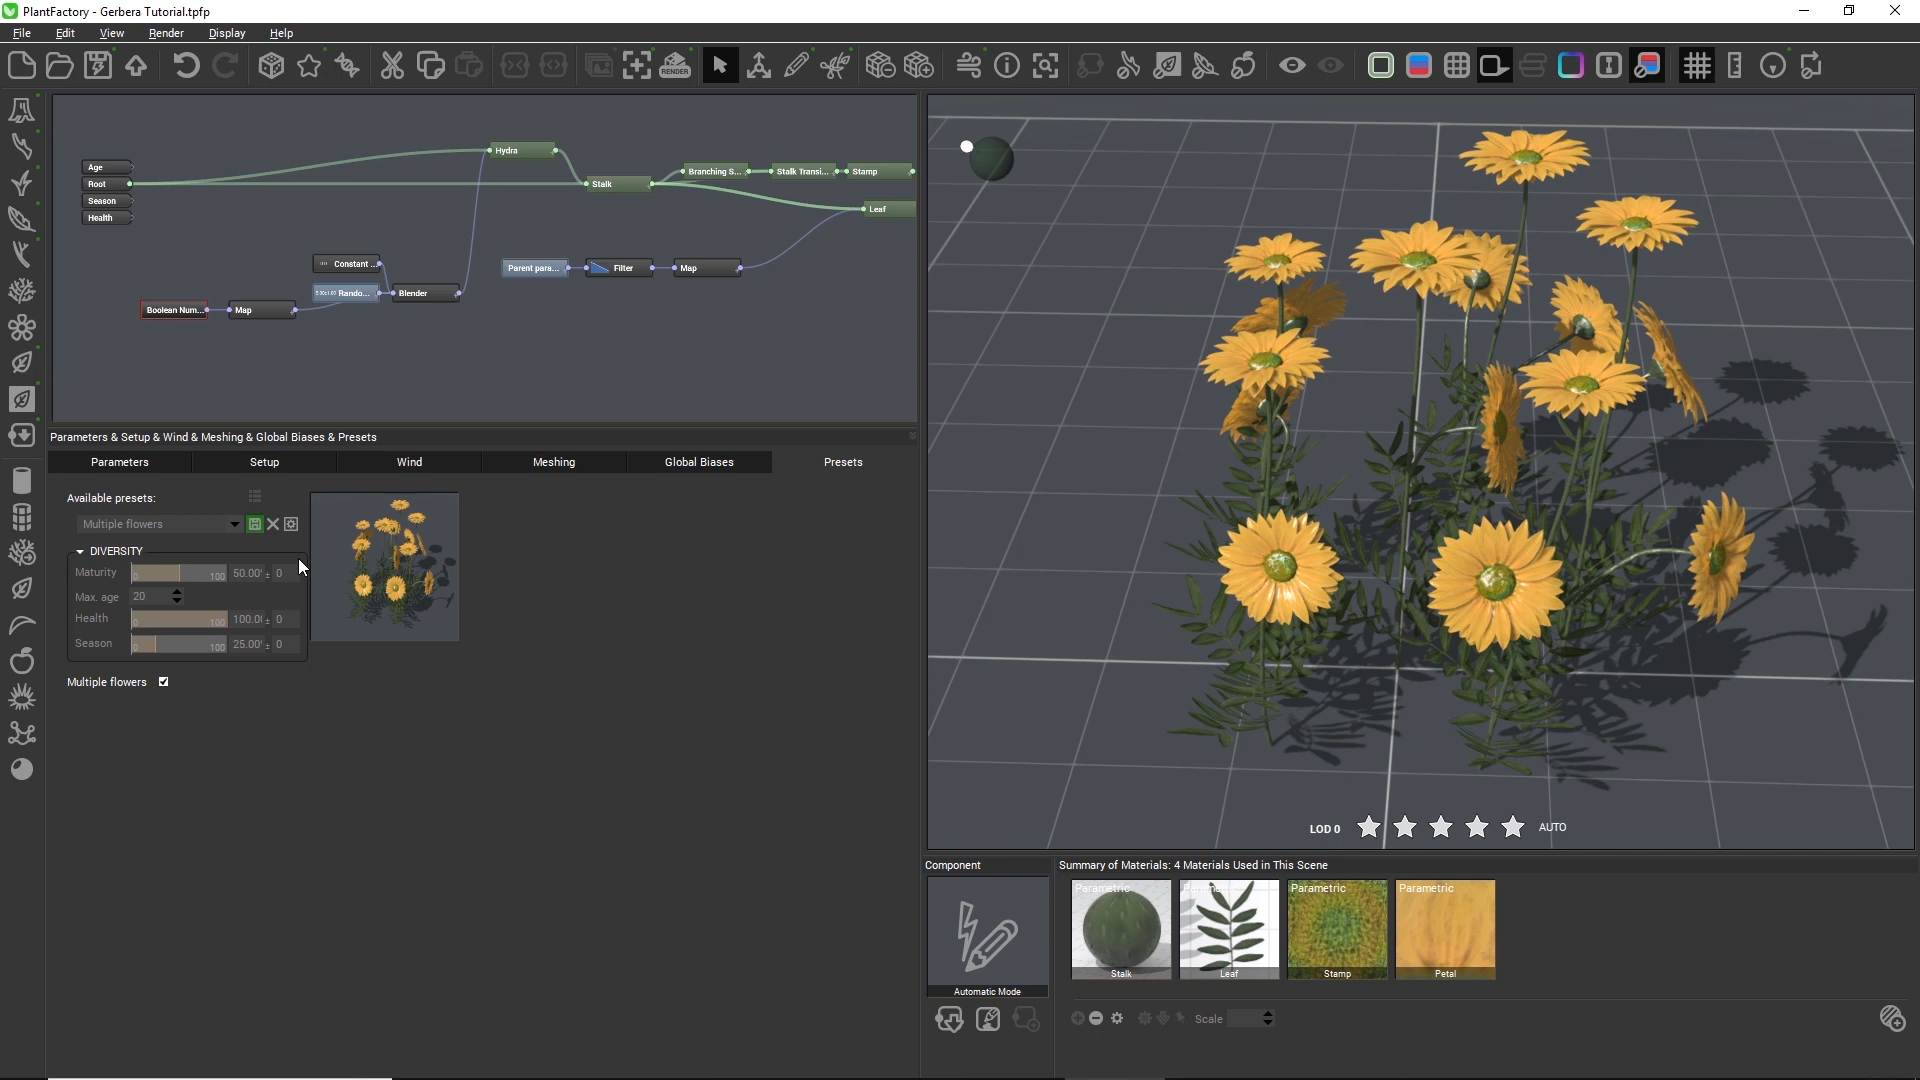 PlantFactory - Gerbera Tutorial.tpfp
File Edit View Render Display Help
RENDER
Hydra
Age
Root
Season
Health
Stalk
Branching S...
Stalk Transi...
Stamp
Leaf
Constant ...
Rando...
Blender
Boolean Num...
Map
Parent para...
Filter
Map
Parameters & Setup & Wind & Meshing & Global Biases & Presets
Parameters Setup Wind Meshing Global Biases Presets
Available presets:
Multiple flowers
DIVERSITY
Maturity 0 100 50.00° ± 0
Max. age 20
Health 0 100 100.0( ± 0
Season 0 100 25.00° ± 0
Multiple flowers
LOD 0 AUTO
Component
Automatic Mode
Summary of Materials: 4 Materials Used in This Scene
Parametric Parametric Parametric Parametric
Stalk Leaf Stamp Petal
Scale